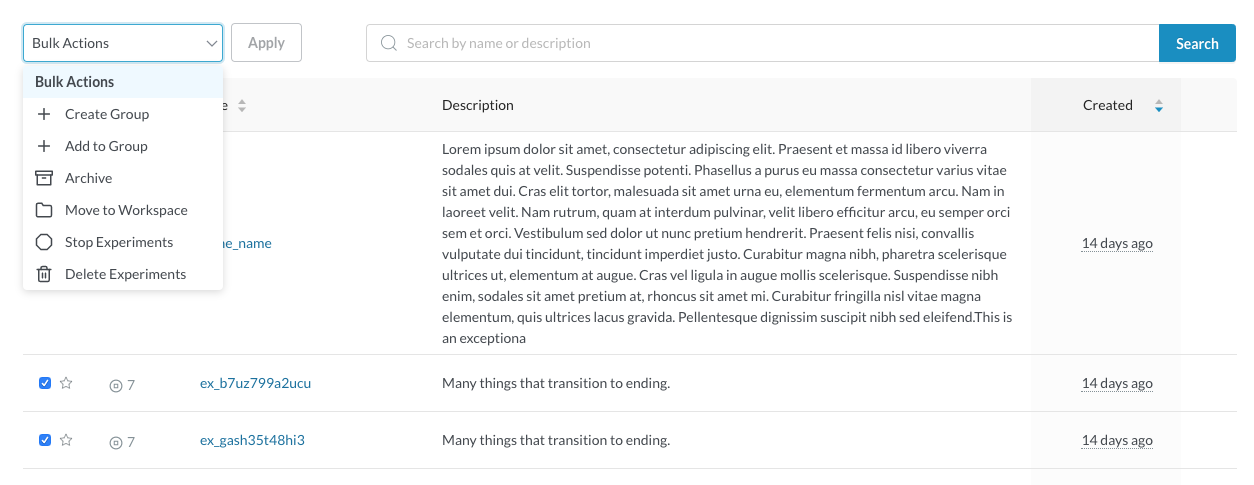 Bulk Actions
Apply
Search by name or description
Search
Bulk Actions
Create Group
Add to Group
Archive
Move to Workspace
Stop Experiments
Delete Experiments
Description
Created
Lorem ipsum dolor sit amet, consectetur adipiscing elit. Praesent et massa id libero viverra
sodales quis at velit. Suspendisse potenti. Phasellus a purus eu massa consectetur varius vitae
sit amet dui. Cras elit tortor, malesuada sit amet urna eu, elementum fermentum arcu. Nam in
laoreet velit. Nam rutrum, quam at interdum pulvinar, velit libero efficitur arcu, eu semper orci
sem et orci. Vestibulum sed dolor ut nunc pretium hendrerit. Praesent felis nisi, convallis
vulputate dui tincidunt, tincidunt imperdiet justo. Curabitur magna nibh, pharetra scelerisque
ultrices ut, elementum at augue. Cras vel ligula in augue mollis scelerisque. Suspendisse nibh
enim, sodales sit amet pretium at, rhoncus sit amet mi. Curabitur fringilla nisl vitae magna
elementum, quis ultrices lacus gravida. Pellentesque dignissim suscipit nibh sed eleifend.This is
an exceptiona
14 days ago
7 ex_b7uz799a2ucu Many things that transition to ending. 14 days ago
7 ex_gash35t48hi3 Many things that transition to ending. 14 days ago